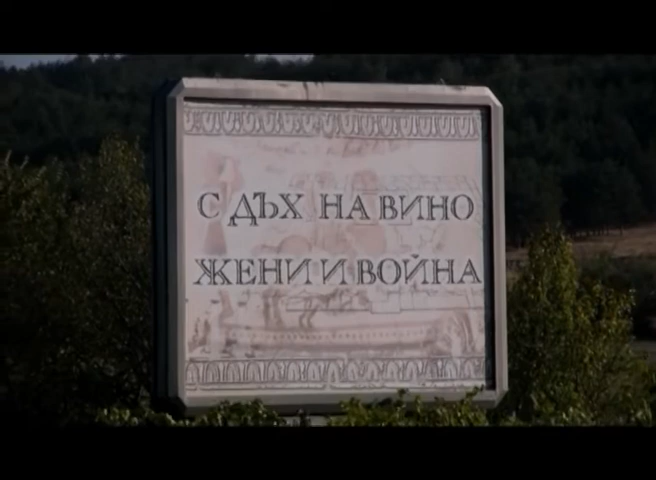 С ДЪХ НА ВИНО
ЖЕНИ И ВОЙНА